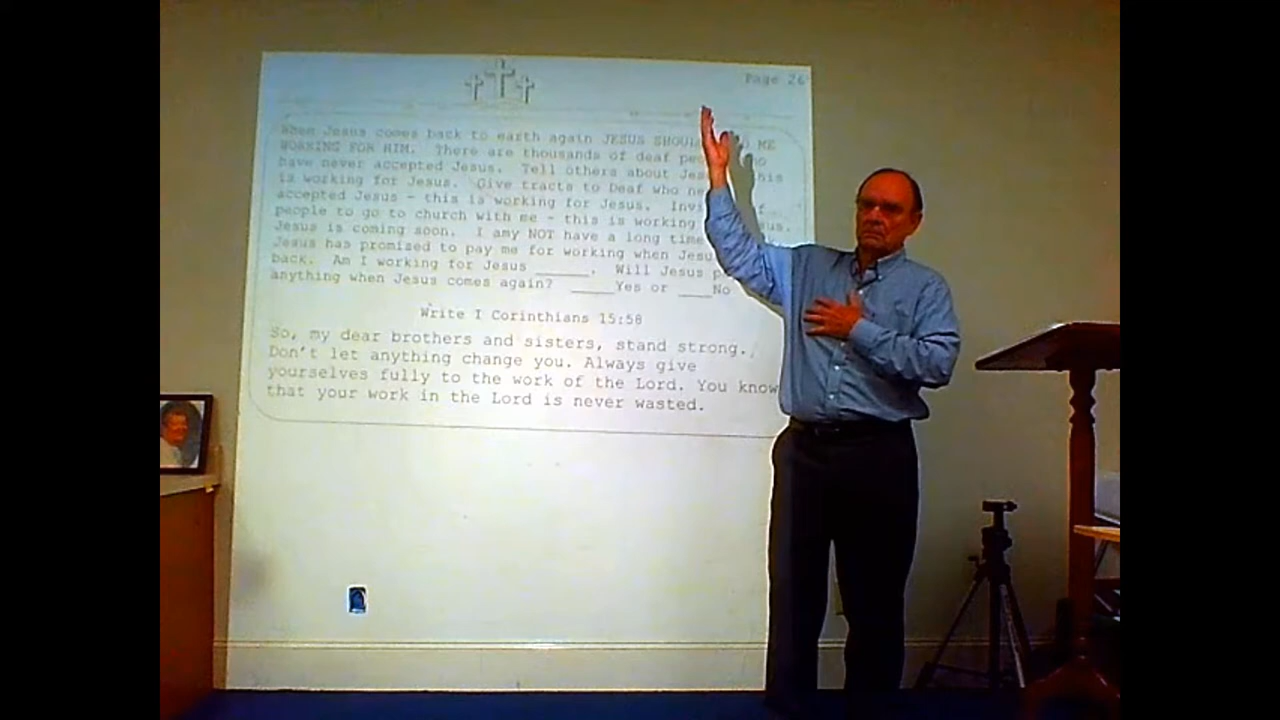 Page 26
When Jesus comes back to earth again JESUS SHOULD ME
WORKING FOR HIM. There are thousands of deaf
have never accepted Jesus. Tell others about
is working for Jesus. Give tracts to Deaf who
accepted Jesus - this is working for Jesus.
people to go to church with me - this is working
Jesus is coming soon. I amy NOT have a long time
Jesus has promised to pay me for working when
back. Am I working for Jesus ______. Will Jesus
anything when Jesus comes again? _____Yes or ____No
Write I Corinthians 15:58
So, my dear brothers and sisters, stand strong.
Don't let anything change you. Always give
yourselves fully to the work of the Lord. You know
that your work in the Lord is never wasted.